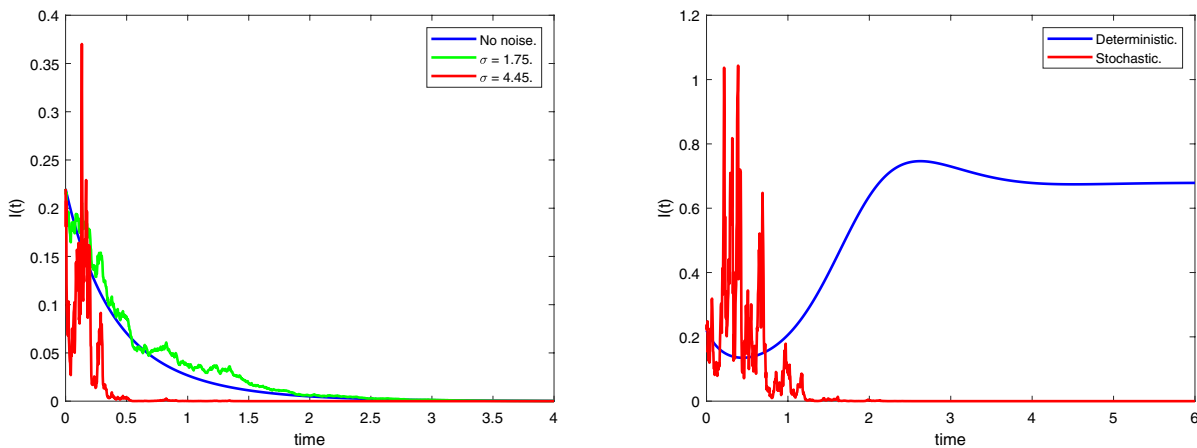 0.4
0.35
0.3
0.25
0.2
0.15
0.1
0.05
0
I(t)
No noise.
σ = 1.75.
σ = 4.45.
0 0.5 1 1.5 2 2.5 3 3.5 4
time
1.2
1
0.8
0.6
0.4
0.2
0
I(t)
Deterministic.
Stochastic.
0 1 2 3 4 5 6
time